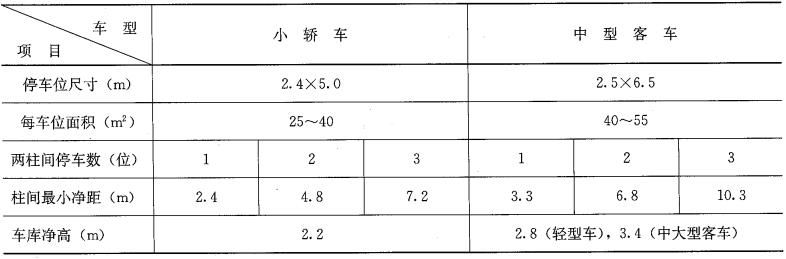 车 型
项 目
小 轿 车 中 型 客 车
停车位尺寸（m） 2.4×5.0 2.5×6.5
每车位面积（m²） 25～40 40～55
两柱间停车数（位） 1 2 3 1 2 3
柱间最小净距（m） 2.4 4.8 7.2 3.3 6.8 10.3
车库净高（m） 2.2 2.8（轻型车），3.4（中大型客车）